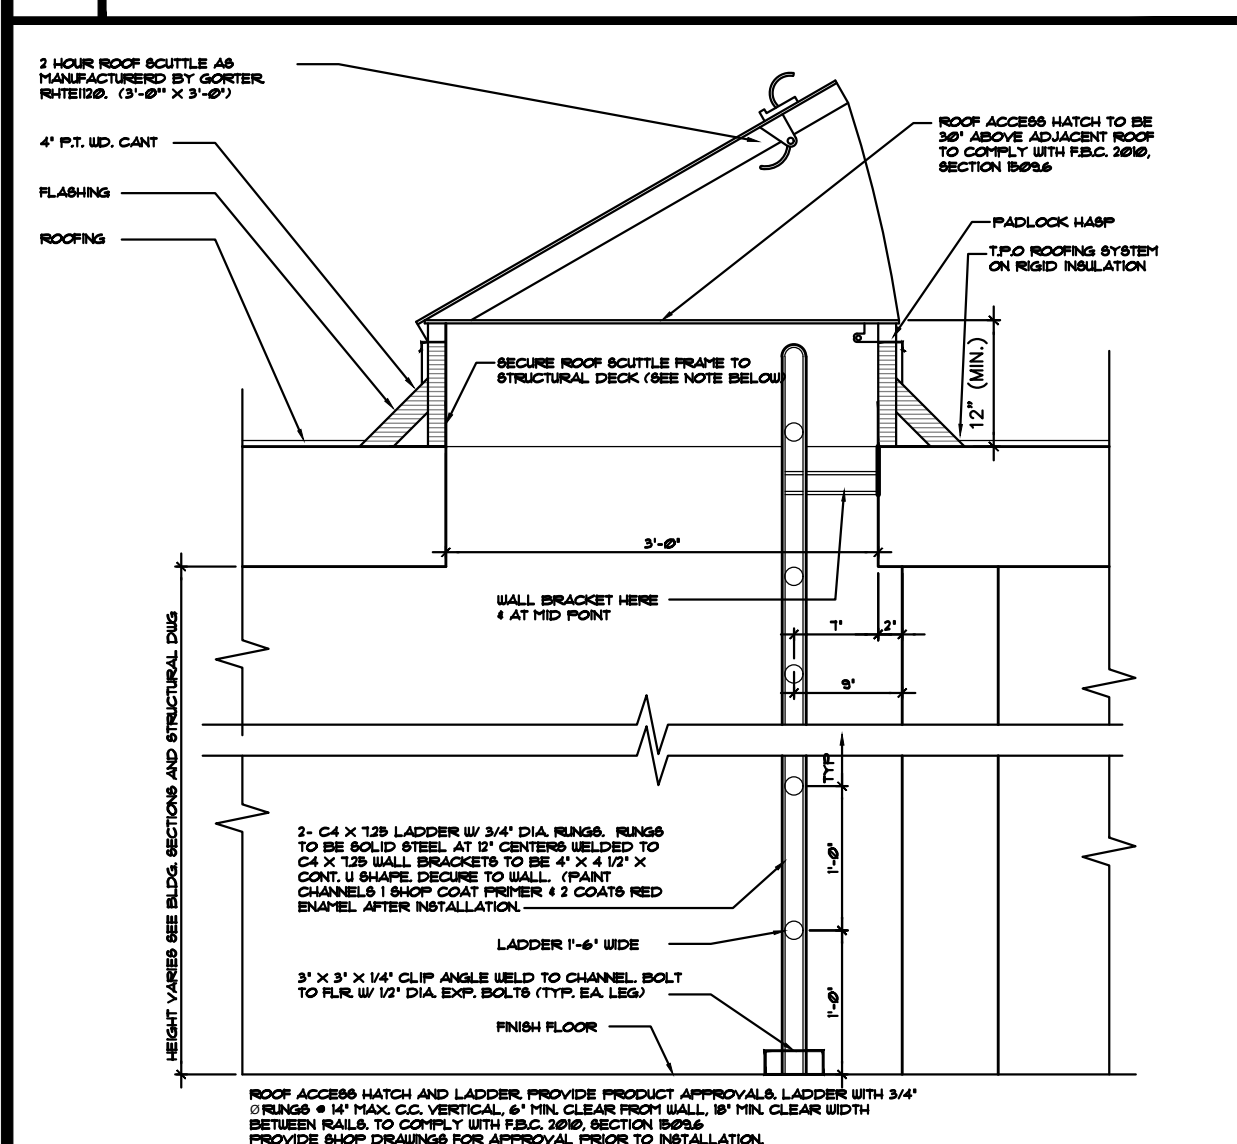 2 HOUR ROOF SCUTTLE AS
MANUFACTURERD BY GORTER.
RHTE1120. (3'-0"" X 3'-0")
4" P.T. WD. CANT
FLASHING
ROOFING
ROOF ACCESS HATCH TO BE
30" ABOVE ADJACENT ROOF
TO COMPLY WITH F.B.C. 2010,
SECTION 1509.6
PADLOCK HASP
T.P.O ROOFING SYSTEM
ON RIGID INSULATION
SECURE ROOF SCUTTLE FRAME TO
STRUCTURAL DECK (SEE NOTE BELOW)
12" (MIN.)
3'-0"
WALL BRACKET HERE
& AT MID POINT
7"
2"
9"
HEIGHT VARIES SEE BLDG. SECTIONS AND STRUCTURAL DWG
TYP
2- C4 X 7.25 LADDER W/ 3/4" DIA. RUNGS. RUNGS
TO BE SOLID STEEL AT 12" CENTERS WELDED TO
C4 X 7.25 WALL BRACKETS TO BE 4" X 4 1/2" X
CONT. U SHAPE. DECURE TO WALL. (PAINT
CHANNELS 1 SHOP COAT PRIMER & 2 COATS RED
ENAMEL AFTER INSTALLATION.
1'-0"
LADDER 1'-6" WIDE
3" X 3" X 1/4" CLIP ANGLE WELD TO CHANNEL. BOLT
TO FLR. W/ 1/2" DIA. EXP. BOLTS (TYP. EA. LEG)
1'-0"
FINISH FLOOR
ROOF ACCESS HATCH AND LADDER. PROVIDE PRODUCT APPROVALS. LADDER WITH 3/4"
Ø RUNGS @ 14" MAX. C.C. VERTICAL, 6" MIN. CLEAR FROM WALL, 18" MIN. CLEAR WIDTH
BETWEEN RAILS. TO COMPLY WITH F.B.C. 2010, SECTION 1509.6
PROVIDE SHOP DRAWINGS FOR APPROVAL PRIOR TO INSTALLATION.